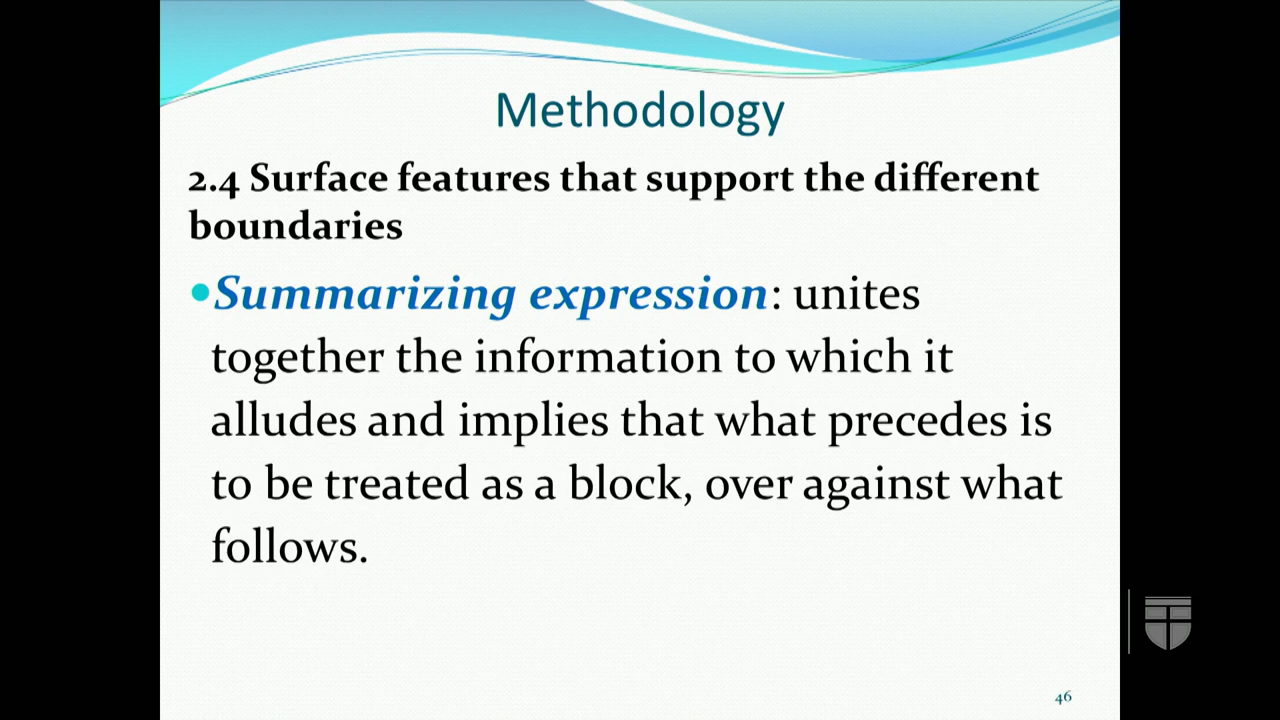 Methodology
2.4 Surface features that support the different
boundaries
•Summarizing expression: unites
together the information to which it
alludes and implies that what precedes is
to be treated as a block, over against what
follows.
46